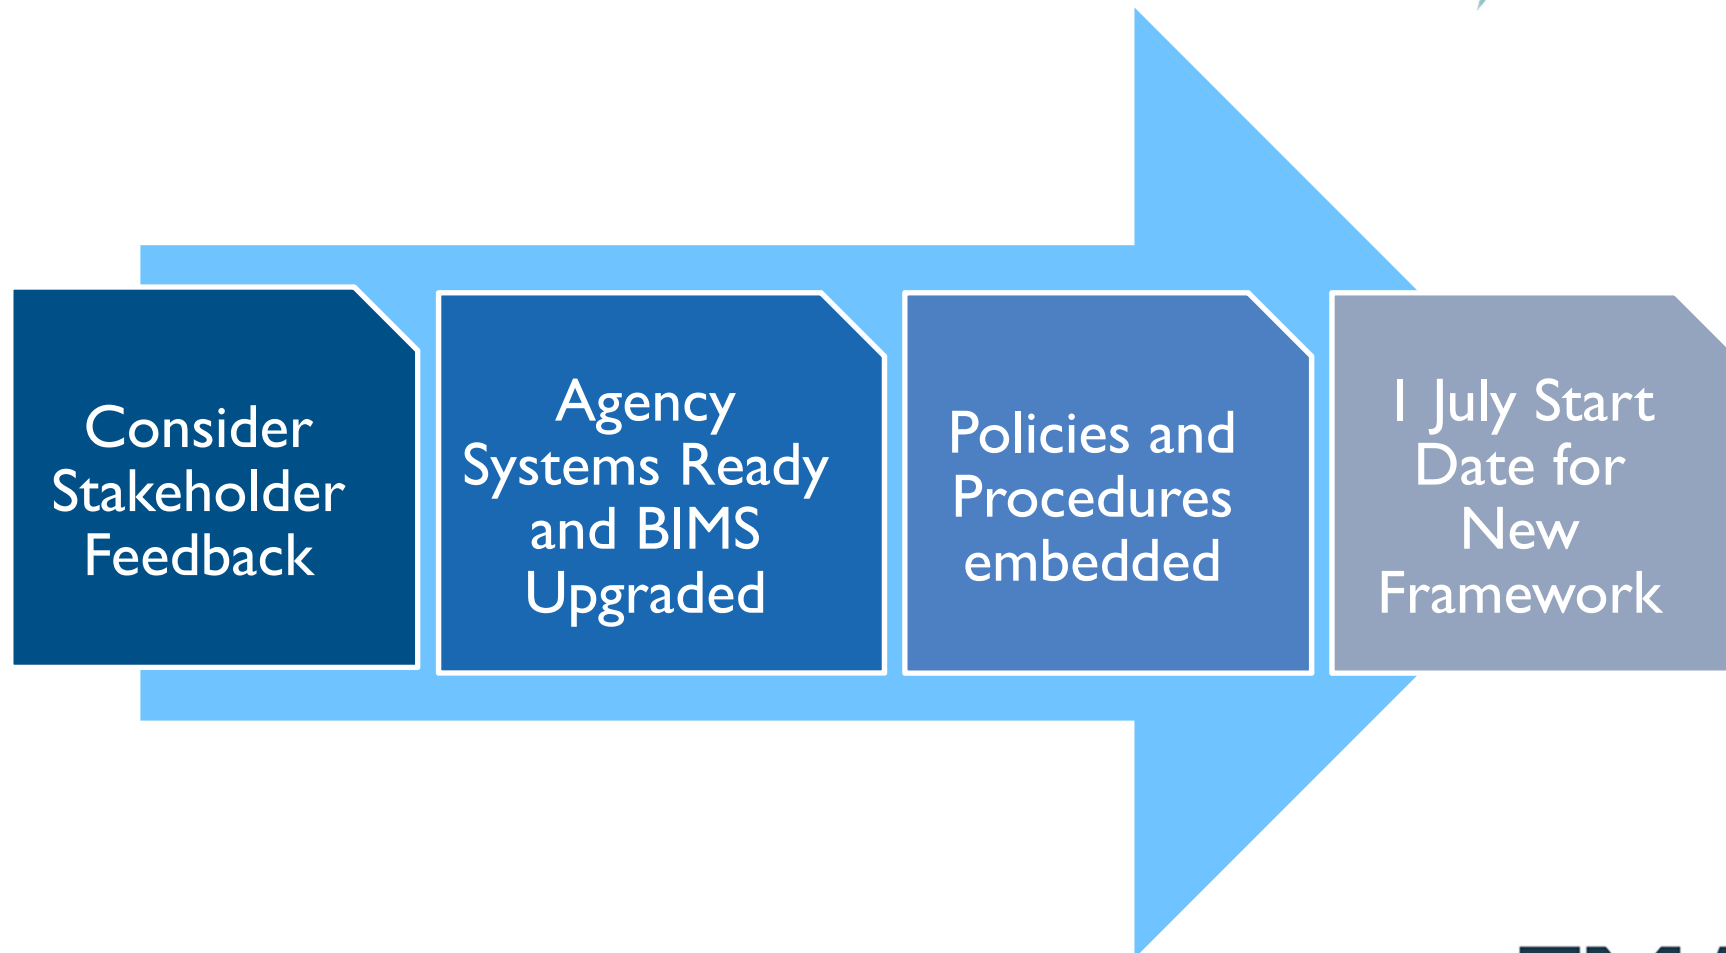 Consider
Stakeholder
Feedback
Agency
Systems Ready
and BIMS
Upgraded
Policies and
Procedures
embedded
1 July Start
Date for
New
Framework